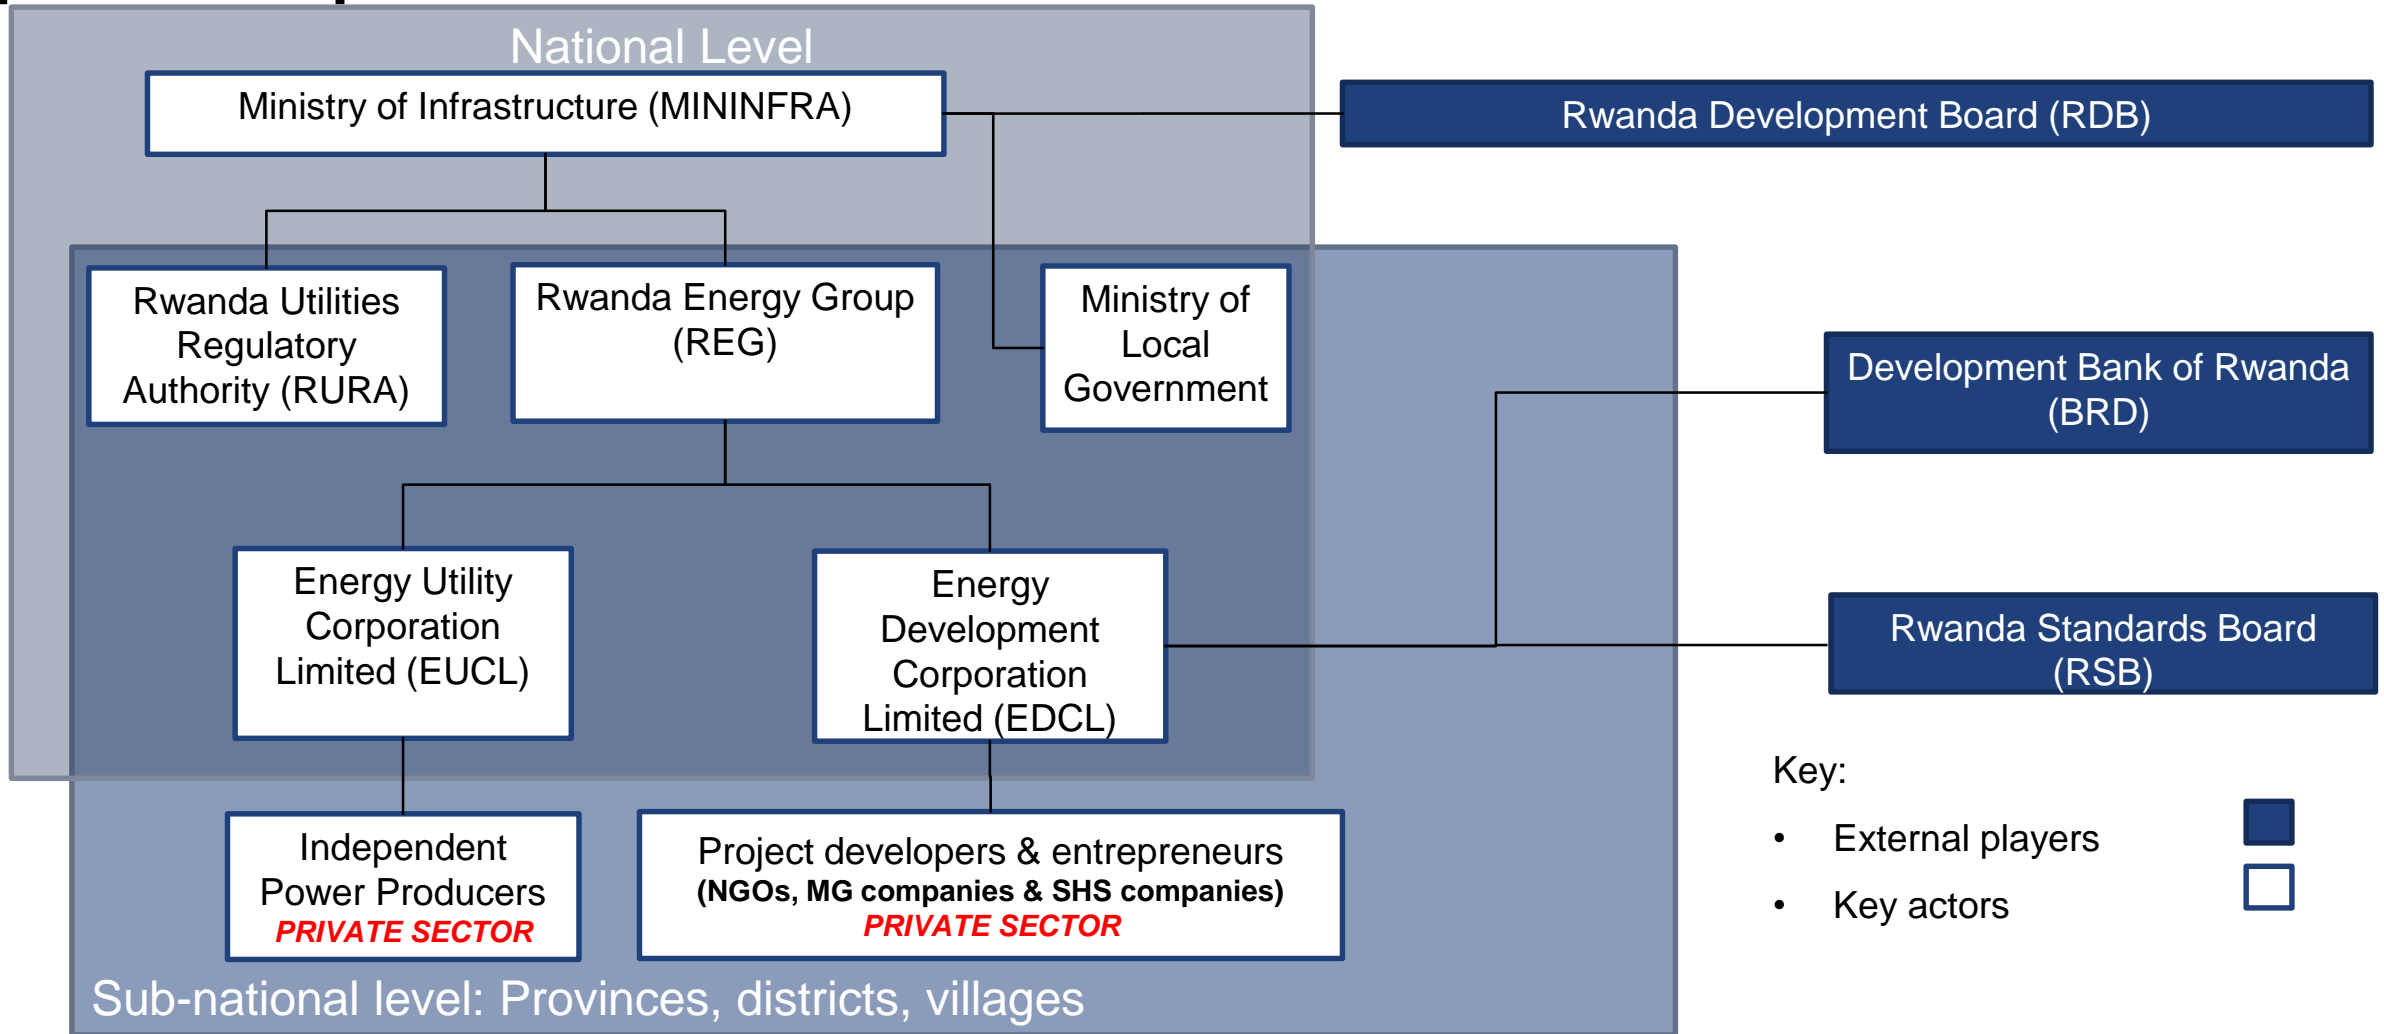 National Level
Ministry of Infrastructure (MININFRA)
Rwanda Development Board (RDB)
Rwanda Utilities
Regulatory
Authority (RURA)
Rwanda Energy Group
(REG)
Ministry of
Local
Government
Development Bank of Rwanda
(BRD)
Energy Utility
Corporation
Limited (EUCL)
Energy
Development
Corporation
Limited (EDCL)
Rwanda Standards Board
(RSB)
Independent
Power Producers
PRIVATE SECTOR
Project developers & entrepreneurs
(NGOs, MG companies & SHS companies)
PRIVATE SECTOR
Key:
• External players
• Key actors
Sub-national level: Provinces, districts, villages